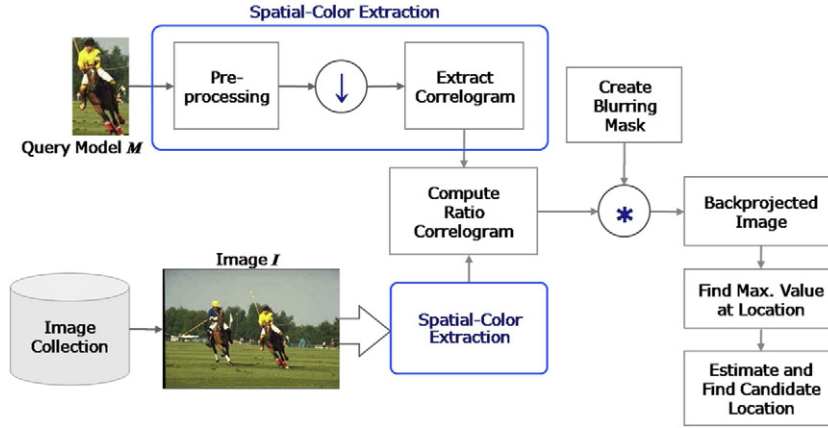 Spatial-Color Extraction
Pre-
processing
↓
Extract
Correlogram
Create
Blurring
Mask
Query Model M
Compute
Ratio
Correlogram
*
Backprojected
Image
Image I
Image
Collection
Spatial-Color
Extraction
Find Max. Value
at Location
Estimate and
Find Candidate
Location